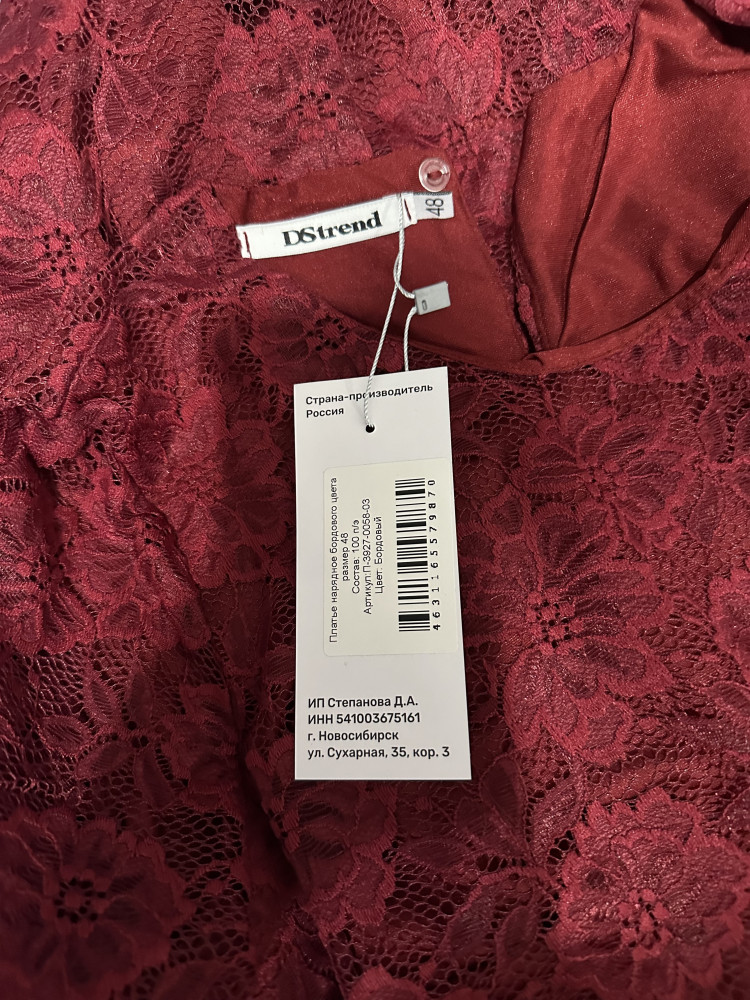 DStrend
48
Страна-производитель
Россия
Платье нарядное бордового цвета
размер 48
Состав: 100 п/э
Артикул:П-3927-0058-03
Цвет: Бордовый
4631165579870
ИП Степанова Д.А.
ИНН 541003675161
г. Новосибирск
ул. Сухарная, 35, кор. 3